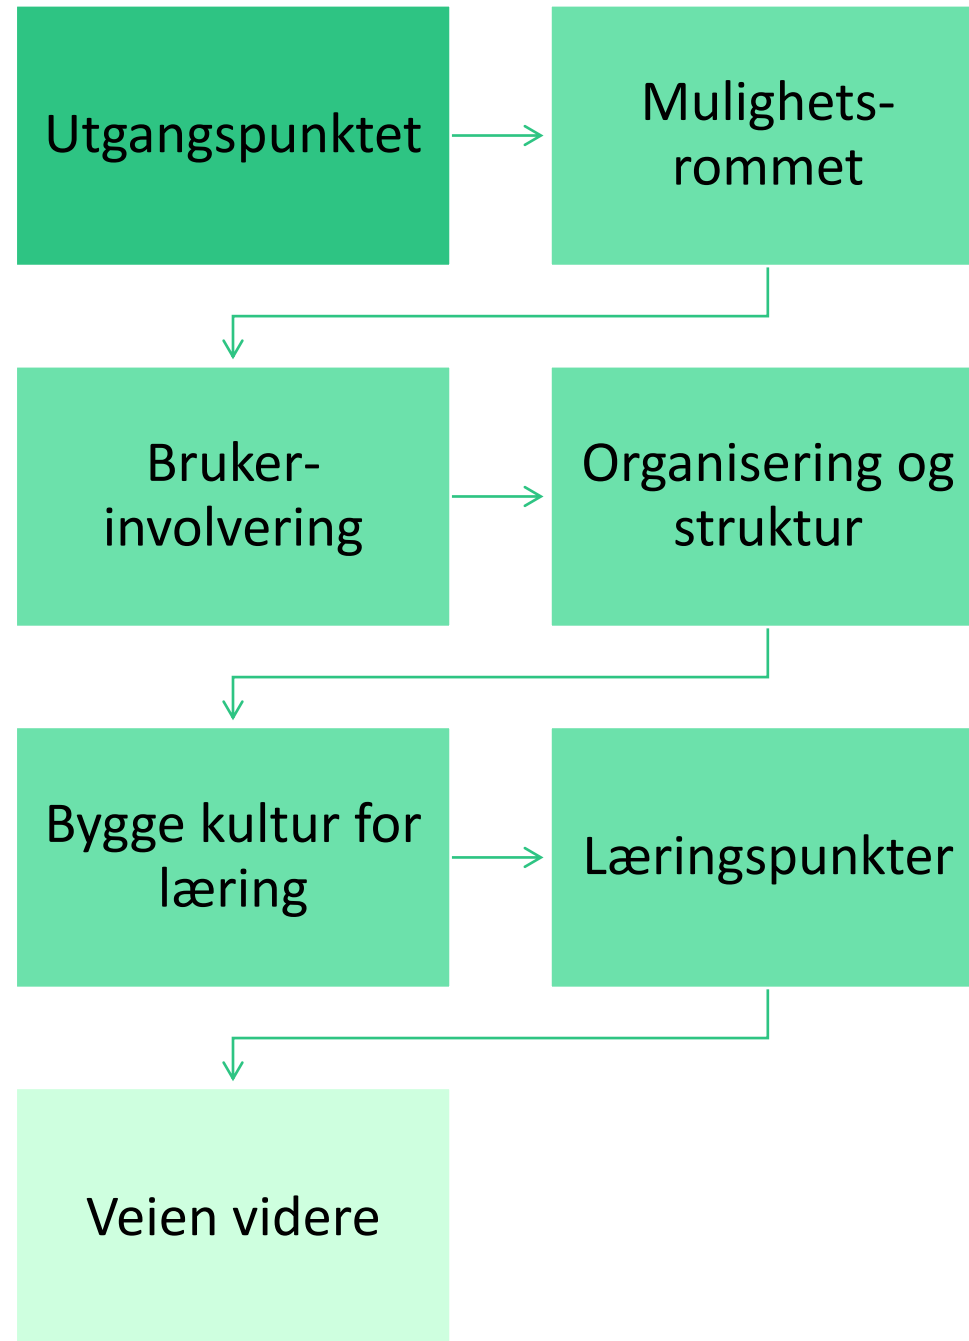 Utgangspunktet
Mulighets-
rommet
Bruker-
involvering
Organisering og
struktur
Bygge kultur for
læring
Læringspunkter
Veien videre